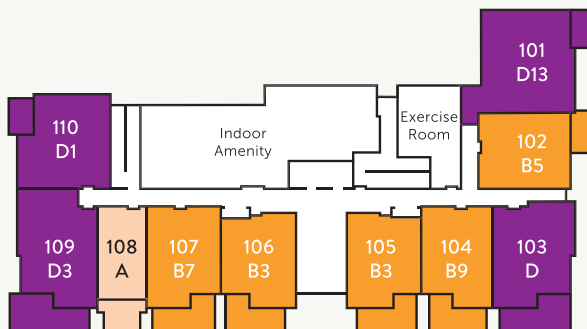 101
D13
110
D1
Indoor
Amenity
Exercise
Room
102
B5
109
D3
108
A
107
B7
106
B3
105
B3
104
B9
103
D